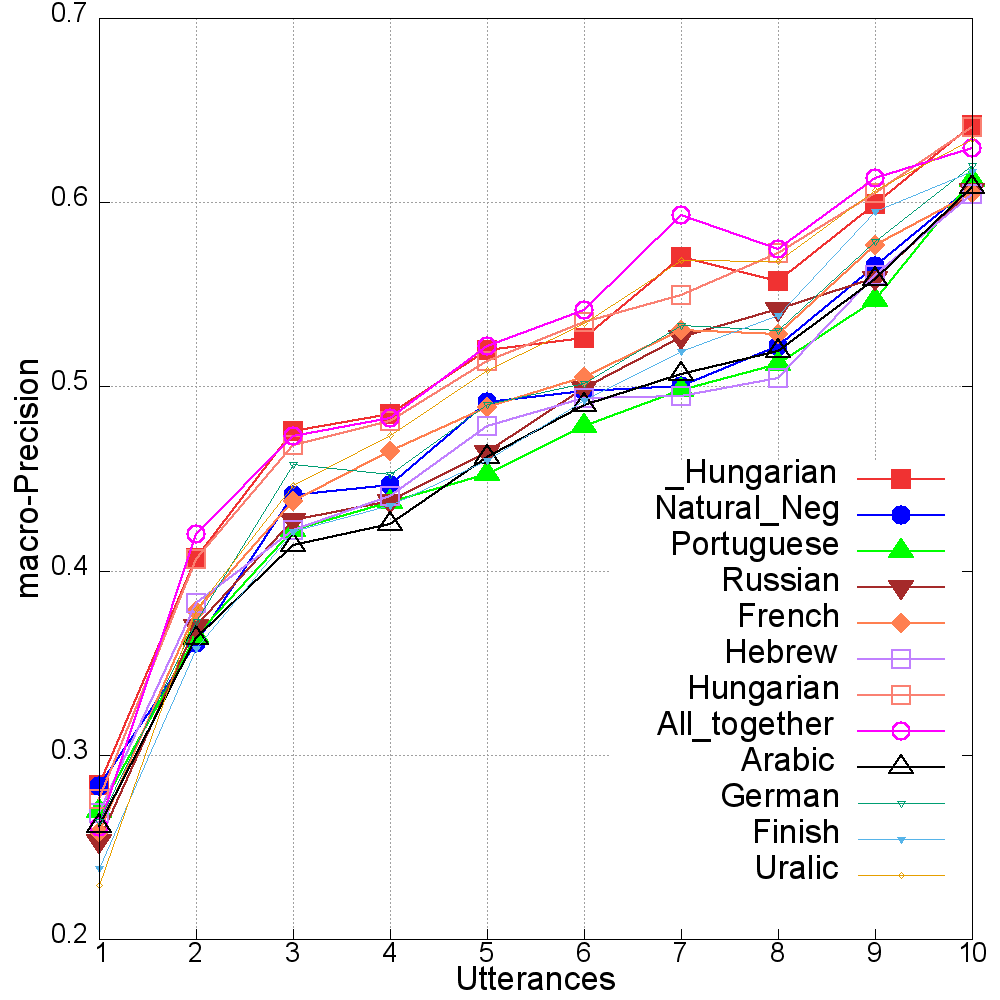 0.7
0.6
0.5
0.4
0.3
0.2
macro-Precision
_Hungarian
Natural_Neg
Portuguese
Russian
French
Hebrew
Hungarian
All_together
Arabic
German
Finish
Uralic
1 2 3 4 5 6 7 8 9 10
Utterances